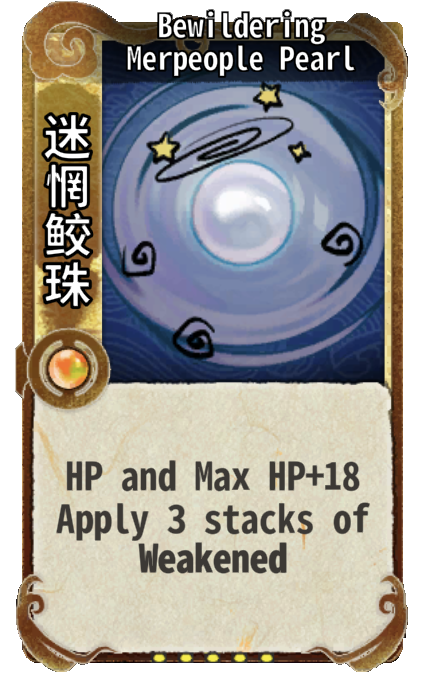 Bewildering
Merpeople Pearl
迷惘鲛珠
HP and Max HP+18
Apply 3 stacks of
Weakened